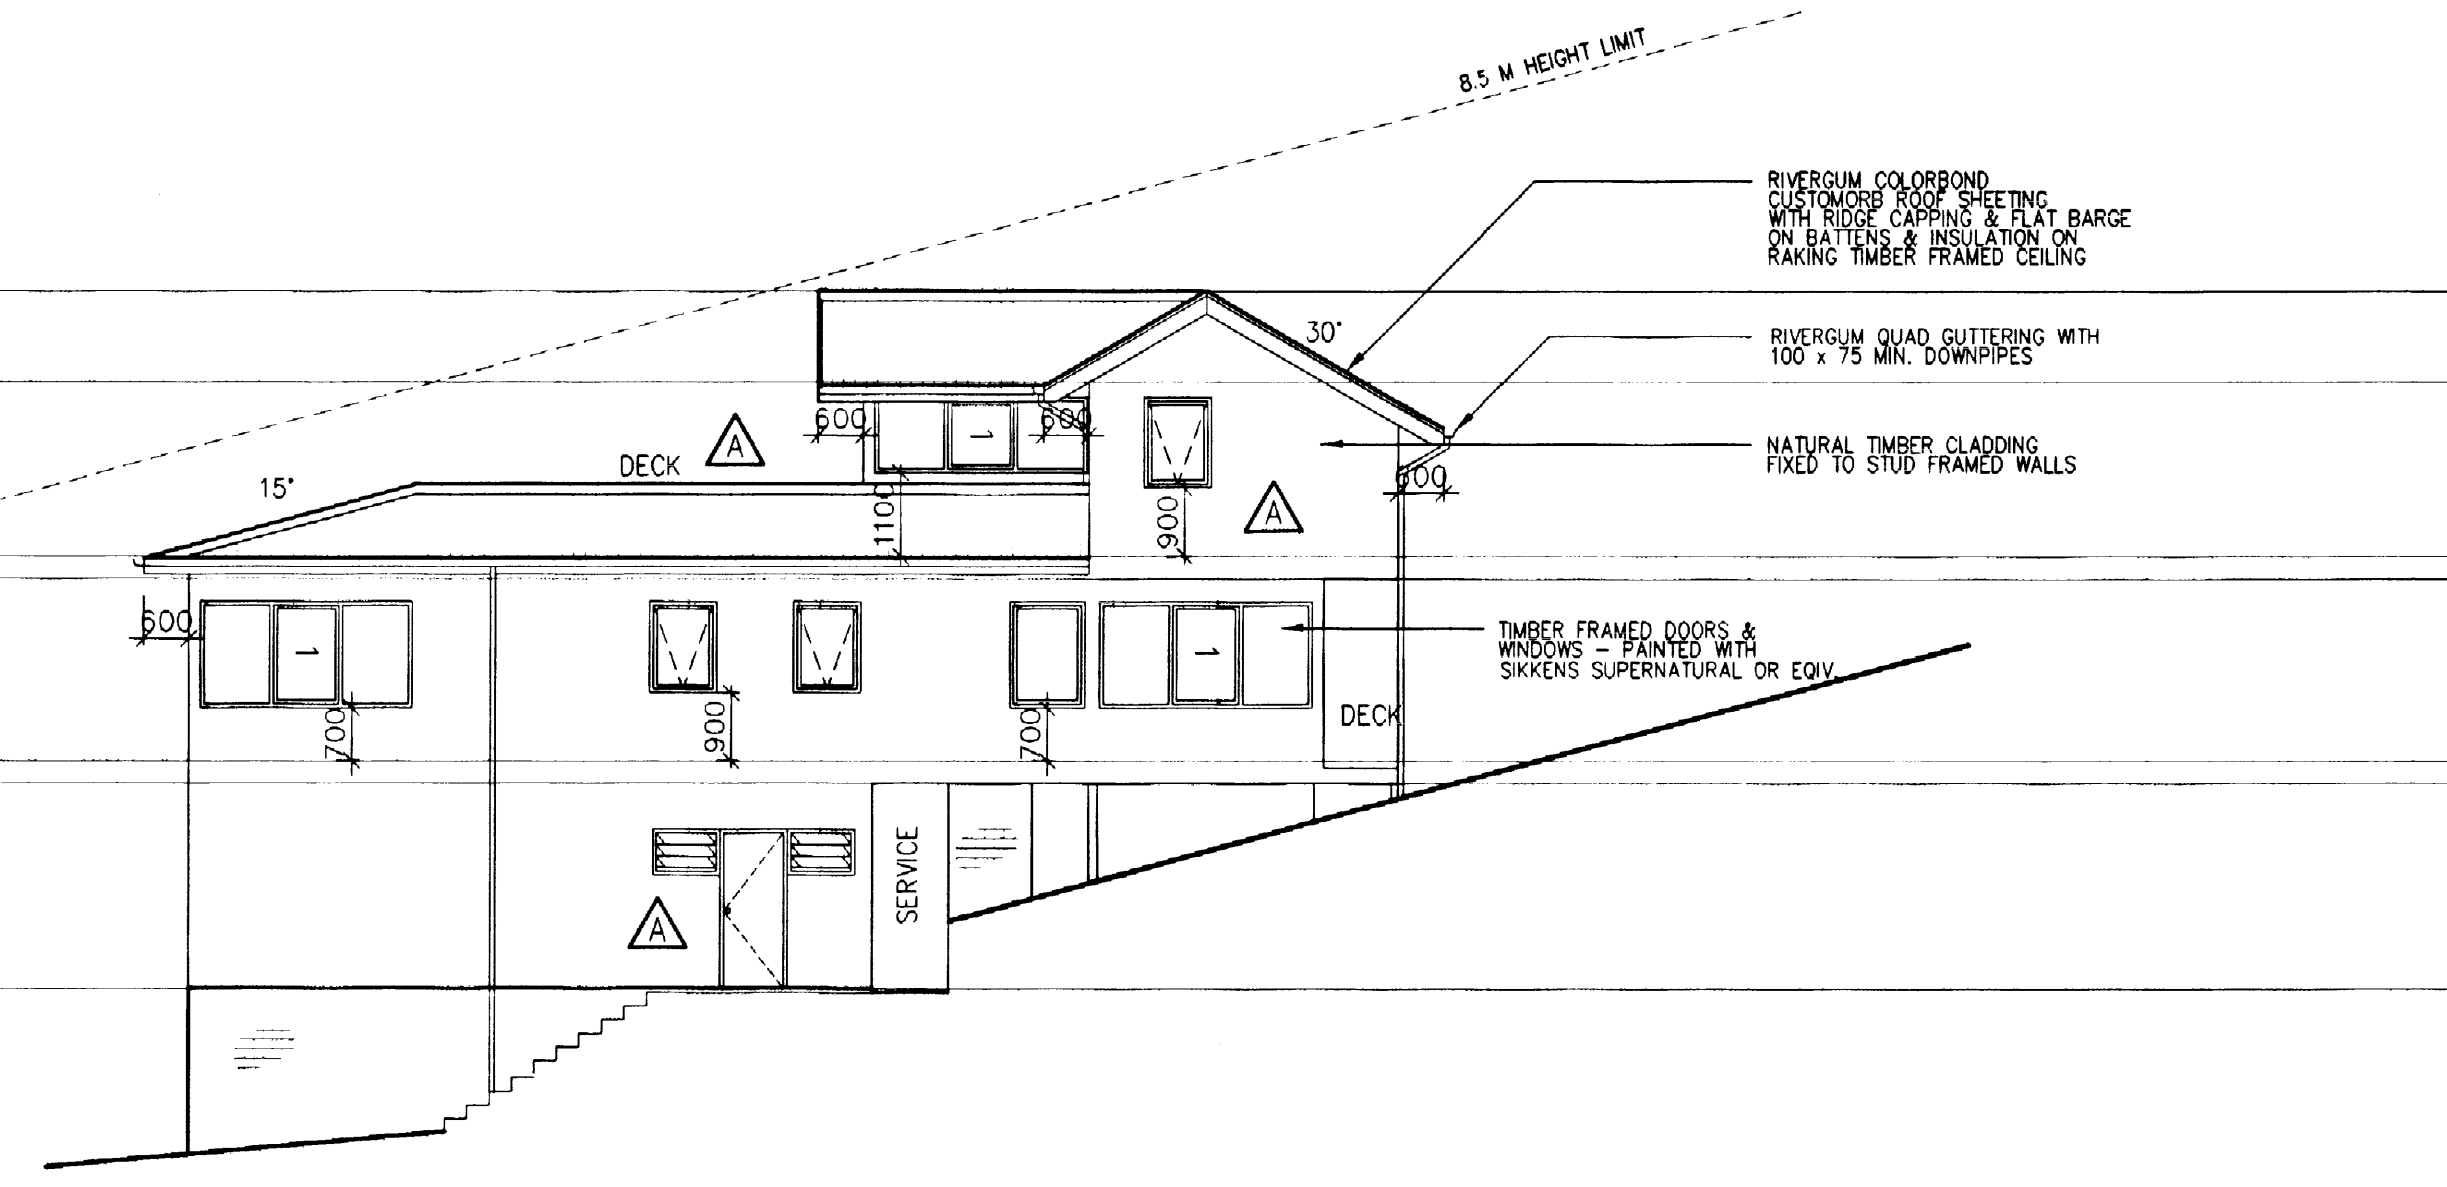 8.5 M HEIGHT LIMIT
RIVERGUM COLORBOND
CUSTOMORB ROOF SHEETING
WITH RIDGE CAPPING & FLAT BARGE
ON BATTENS & INSULATION ON
RAKING TIMBER FRAMED CEILING
30°
RIVERGUM QUAD GUTTERING WITH
100 x 75 MIN. DOWNPIPES
600
1
600
A
NATURAL TIMBER CLADDING
FIXED TO STUD FRAMED WALLS
DECK
15°
600
1100
900
A
600
1
1
TIMBER FRAMED DOORS &
WINDOWS – PAINTED WITH
SIKKENS SUPERNATURAL OR EQIV.
700
900
700
DECK
SERVICE
A